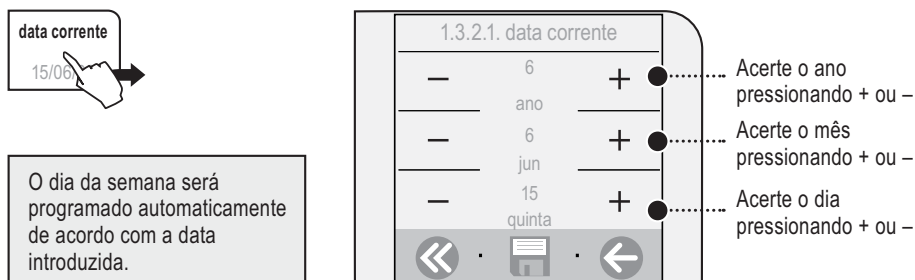 data corrente
15/06/
O dia da semana será
programado automaticamente
de acordo com a data
introduzida.
1.3.2.1. data corrente
– 6 +
ano
– 6 +
jun
– 15 +
quinta
Acerte o ano
pressionando + ou –
Acerte o mês
pressionando + ou –
Acerte o dia
pressionando + ou –